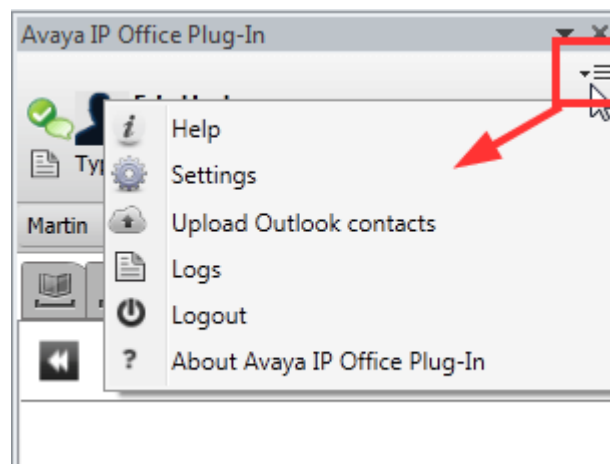 Avaya IP Office Plug-In
Help
Settings
Upload Outlook contacts
Logs
Logout
About Avaya IP Office Plug-In
Martin